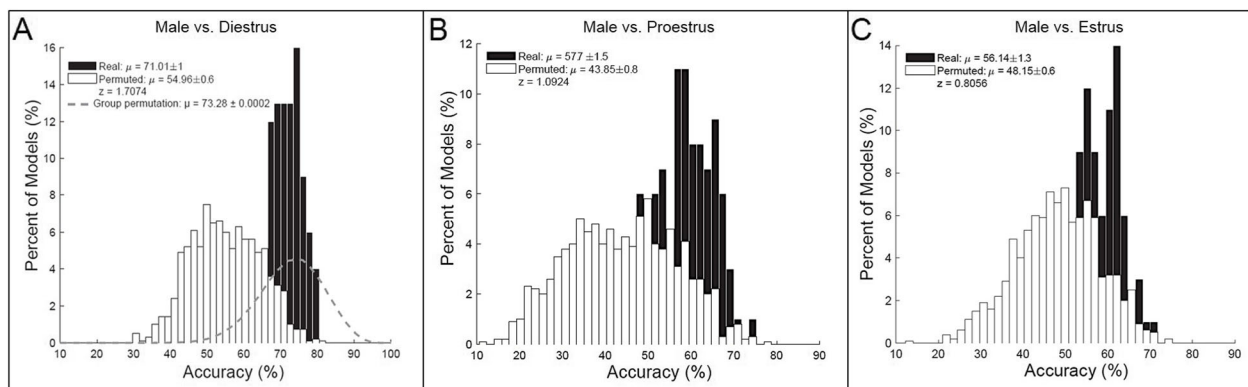 A
Male vs. Diestrus
Real: μ = 71.01±1
Permuted: μ = 54.96±0.6
z = 1.7074
Group permutation: μ = 73.28 ± 0.0002
Percent of Models (%)
16
14
12
10
8
6
4
2
0
10 20 30 40 50 60 70 80 90 100
Accuracy (%)
B
Male vs. Proestrus
Real: μ = 577 ±1.5
Permuted: μ = 43.85±0.8
z = 1.0924
Percent of Models (%)
12
10
8
6
4
2
0
10 20 30 40 50 60 70 80 90
Accuracy (%)
C
Male vs. Estrus
Real: μ = 56.14±1.3
Permuted: μ = 48.15±0.6
z = 0.8056
Percent of Models (%)
14
12
10
8
6
4
2
0
10 20 30 40 50 60 70 80 90
Accuracy (%)